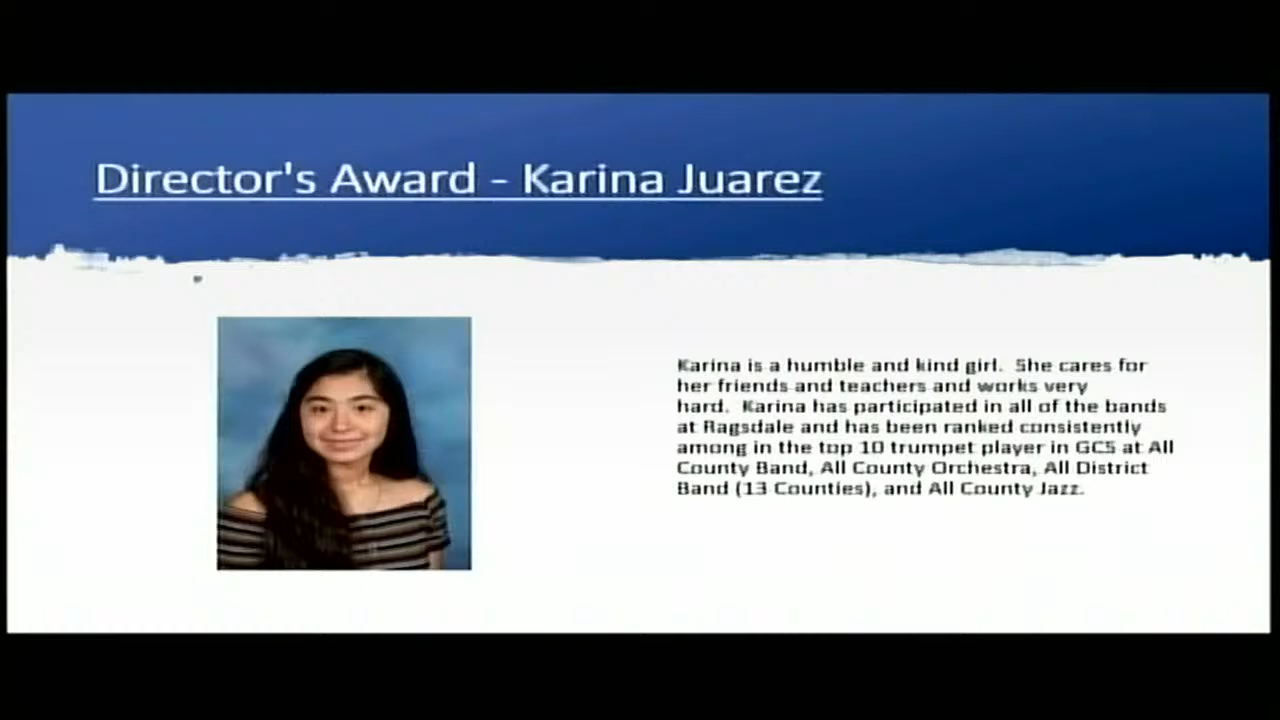 Director's Award - Karina Juarez
Karina is a humble and kind girl.  She cares for
her friends and teachers and works very
hard.  Karina has participated in all of the bands
at Ragsdale and has been ranked consistently
among in the top 10 trumpet player in GCS at All
County Band, All County Orchestra, All District
Band (13 Counties), and All County Jazz.